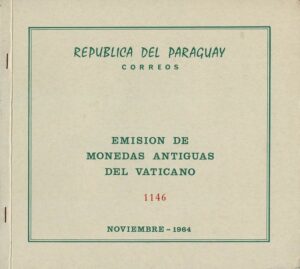 REPUBLICA DEL PARAGUAY
CORREOS
EMISION DE
MONEDAS ANTIGUAS
DEL VATICANO
1146
NOVIEMBRE - 1964